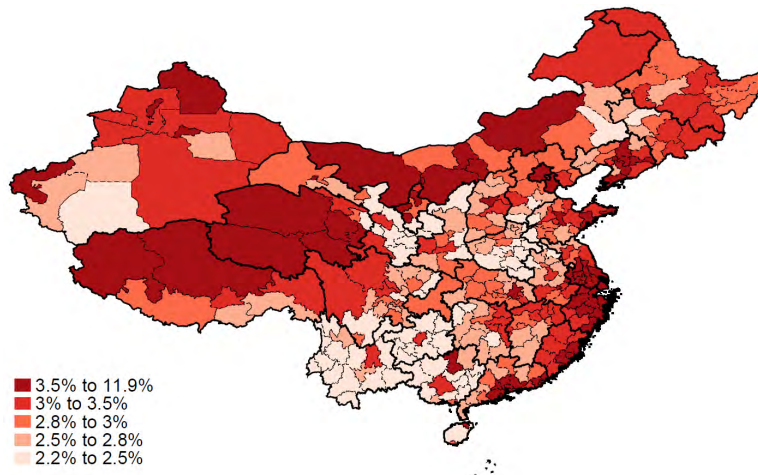 3.5% to 11.9%
3% to 3.5%
2.8% to 3%
2.5% to 2.8%
2.2% to 2.5%